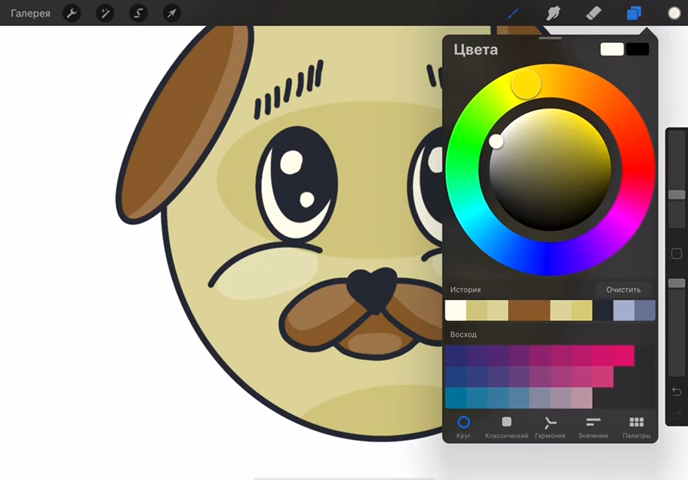 Галерея
Цвета
История
Очистить
Восход
Круг
Классический
Гармония
Значение
Палитры